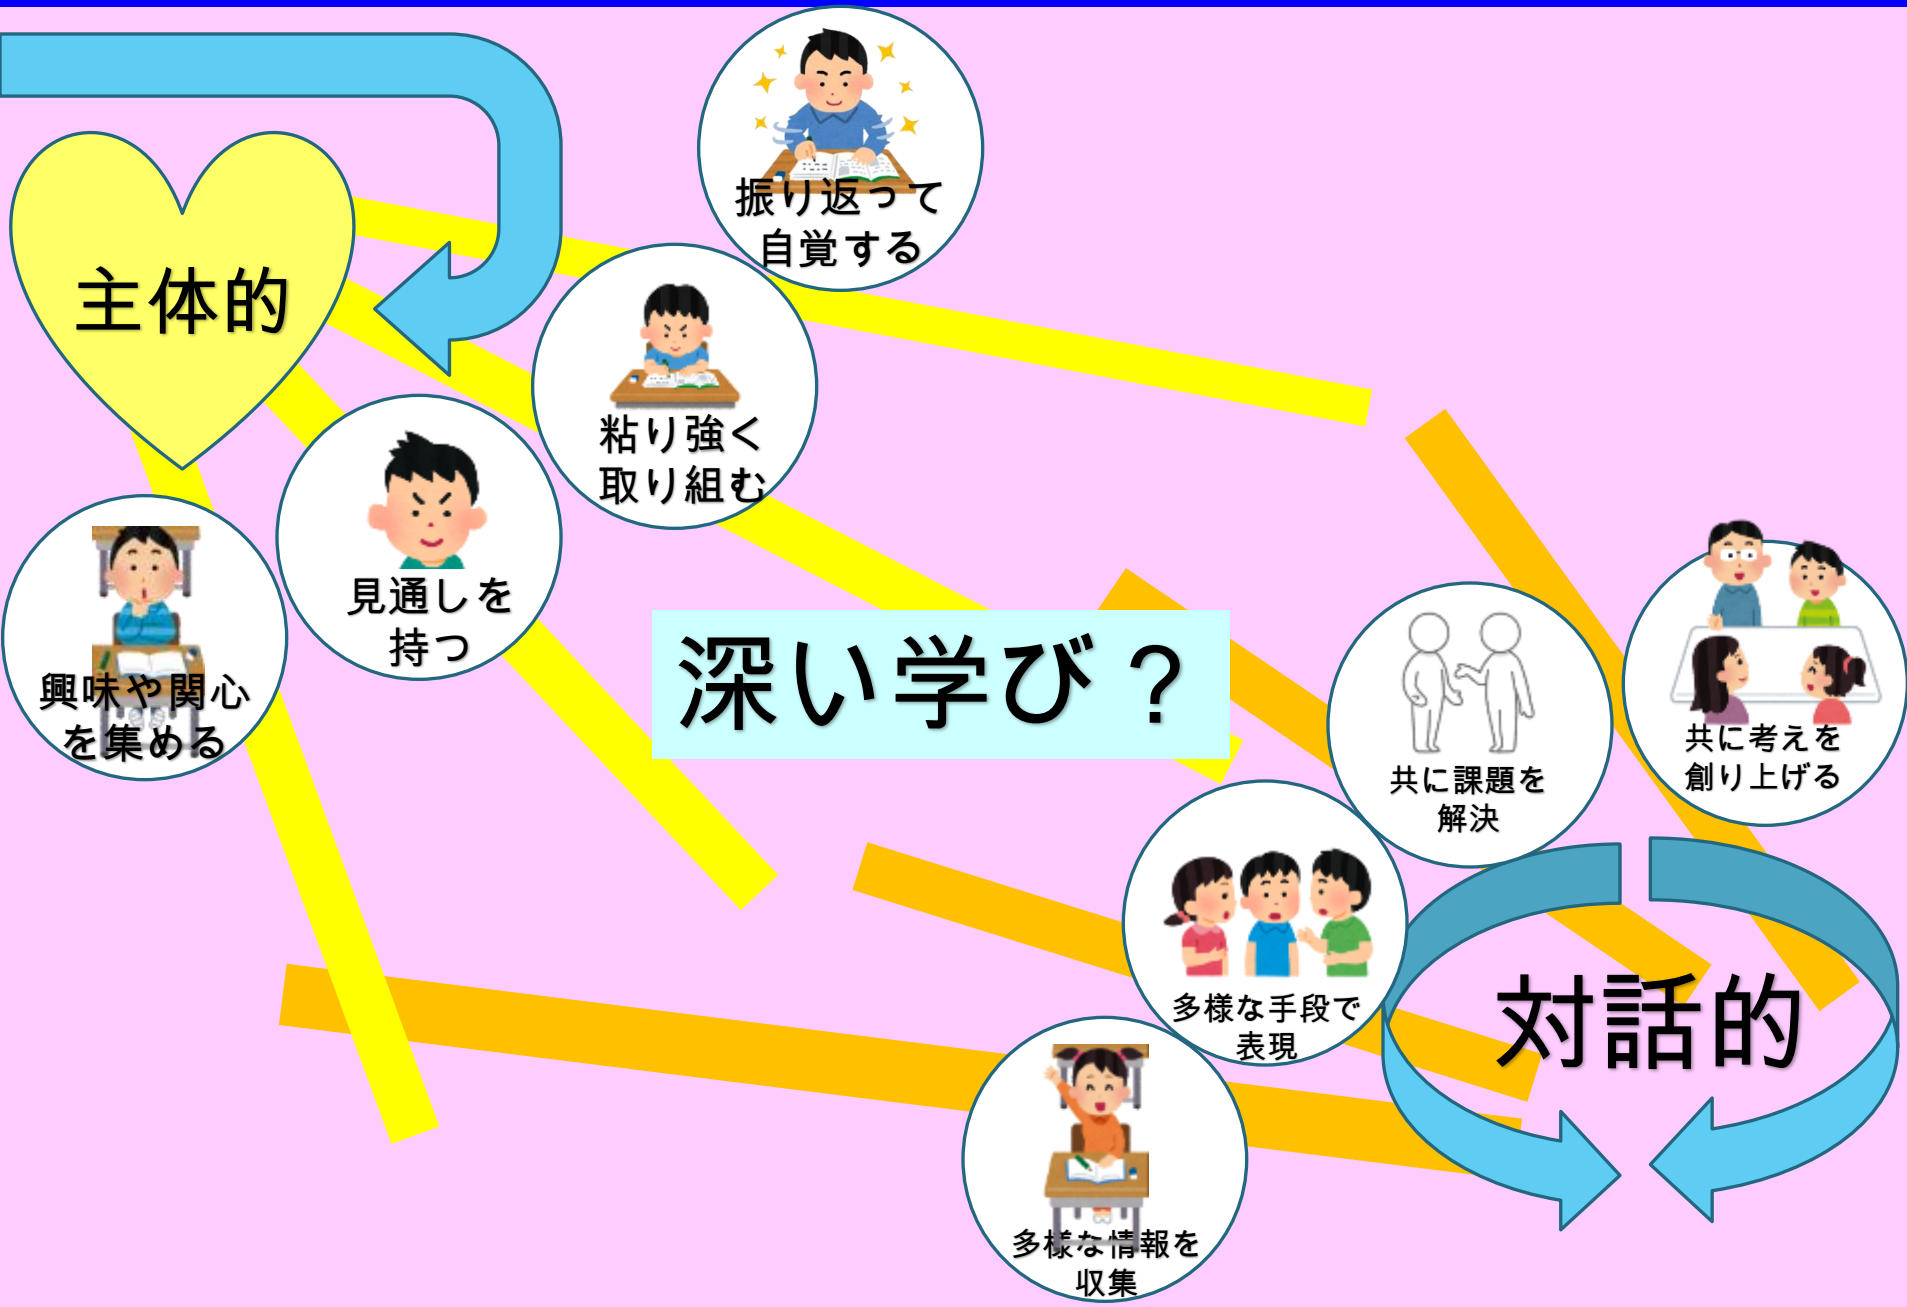 主体的
振り返って
自覚する
粘り強く
取り組む
見通しを
持つ
興味や関心
を集める
深い学び？
共に考えを
創り上げる
共に課題を
解決
多様な手段で
表現
多様な情報を
収集
対話的